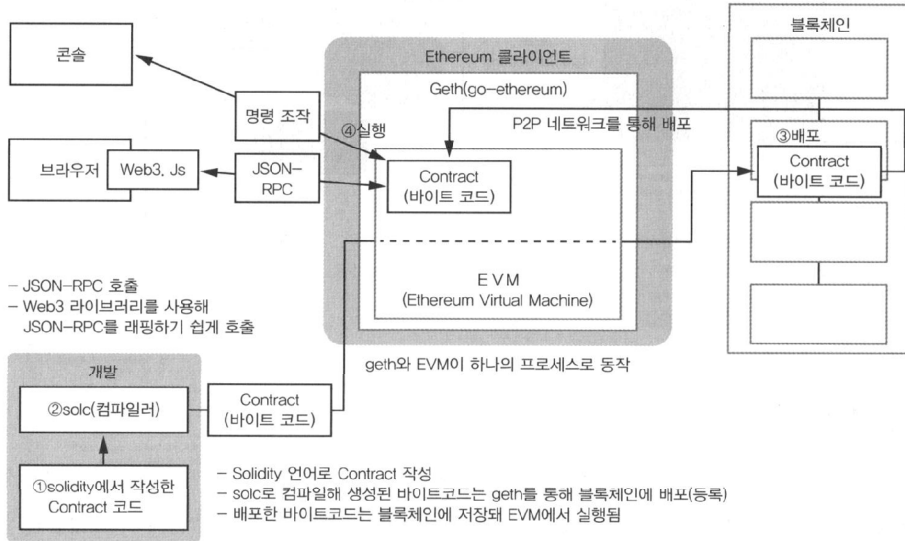 블록체인
Ethereum 클라이언트
콘솔
Geth(go-ethereum)
명령 조작
④실행
P2P 네트워크를 통해 배포
③배포
브라우저
Web3. Js
JSON-
RPC
Contract
(바이트 코드)
Contract
(바이트 코드)
EVM
(Ethereum Virtual Machine)
- JSON-RPC 호출
- Web3 라이브러리를 사용해
JSON-RPC를 래핑하기 쉽게 호출
geth와 EVM이 하나의 프로세스로 동작
개발
②solc(컴파일러)
Contract
(바이트 코드)
①solidity에서 작성한
Contract 코드
- Solidity 언어로 Contract 작성
- solc로 컴파일해 생성된 바이트코드는 geth를 통해 블록체인에 배포(등록)
- 배포한 바이트코드는 블록체인에 저장돼 EVM에서 실행됨